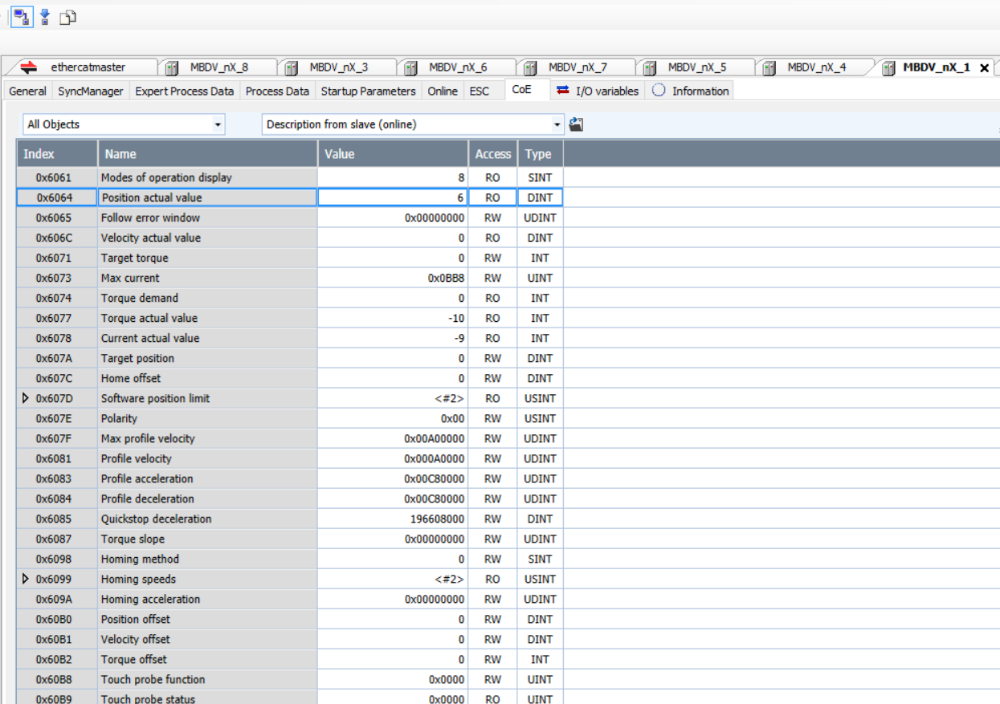 ethercatmaster MBDV_nX_8 MBDV_nX_3 MBDV_nX_6 MBDV_nX_7 MBDV_nX_5 MBDV_nX_4 MBDV_nX_1
General SyncManager Expert Process Data Process Data Startup Parameters Online ESC CoE I/O variables Information
All Objects Description from slave (online)
Index Name Value Access Type
0x6061 Modes of operation display 8 RO SINT
0x6064 Position actual value 6 RO DINT
0x6065 Follow error window 0x00000000 RW UDINT
0x606C Velocity actual value 0 RO DINT
0x6071 Target torque 0 RW INT
0x6073 Max current 0x0BB8 RW UINT
0x6074 Torque demand 0 RO INT
0x6077 Torque actual value -10 RO INT
0x6078 Current actual value -9 RO INT
0x607A Target position 0 RW DINT
0x607C Home offset 0 RW DINT
0x607D Software position limit <#2> RO USINT
0x607E Polarity 0x00 RW USINT
0x607F Max profile velocity 0x00A00000 RW UDINT
0x6081 Profile velocity 0x000A0000 RW UDINT
0x6083 Profile acceleration 0x00C80000 RW UDINT
0x6084 Profile deceleration 0x00C80000 RW UDINT
0x6085 Quickstop deceleration 196608000 RW DINT
0x6087 Torque slope 0x00000000 RW UDINT
0x6098 Homing method 0 RW SINT
0x6099 Homing speeds <#2> RO USINT
0x609A Homing acceleration 0x00000000 RW UDINT
0x60B0 Position offset 0 RW DINT
0x60B1 Velocity offset 0 RW DINT
0x60B2 Torque offset 0 RW INT
0x60B8 Touch probe function 0x0000 RW UINT
0x60B9 Touch probe status 0x0000 RO UINT